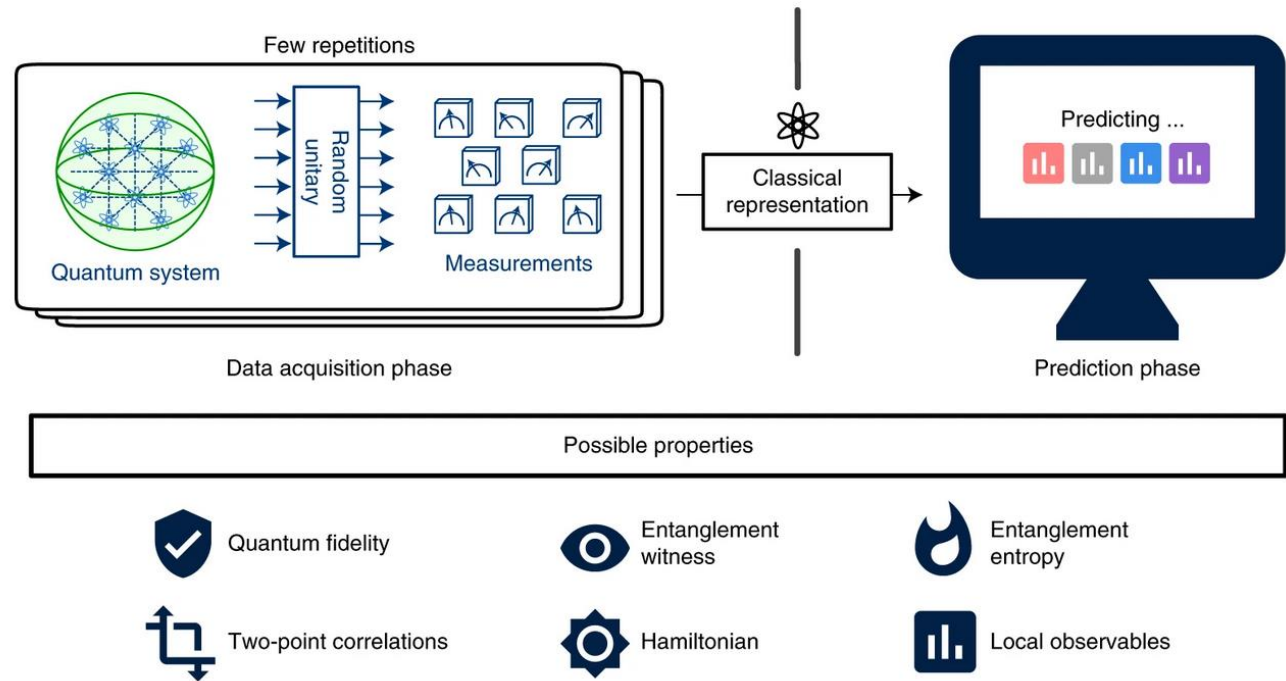 Few repetitions
Quantum system
Random
unitary
Measurements
Data acquisition phase
Classical
representation
Predicting ...
Prediction phase
Possible properties
Quantum fidelity
Entanglement
witness
Entanglement
entropy
Two-point correlations
Hamiltonian
Local observables